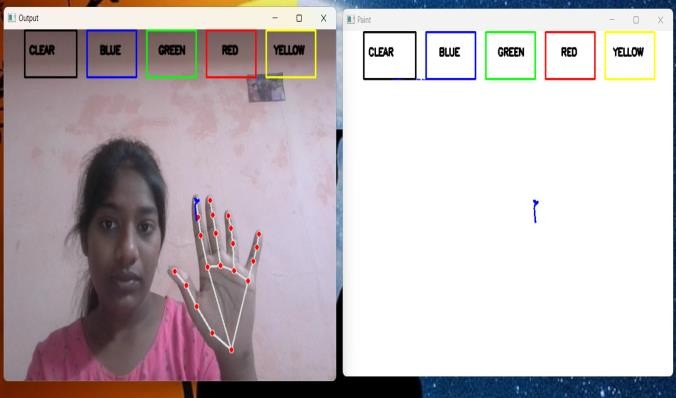 Output
CLEAR BLUE GREEN RED YELLOW
Paint
CLEAR BLUE GREEN RED YELLOW